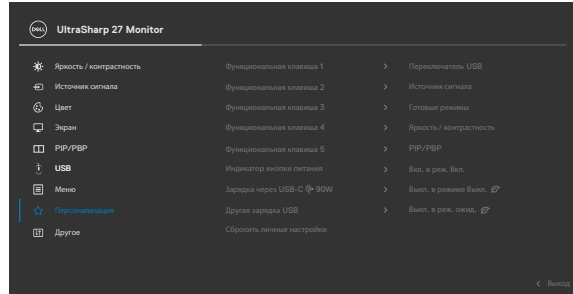 DELL UltraSharp 27 Monitor
Яркость / контрастность Функциональная клавиша 1 > Переключатель USB
Источник сигнала Функциональная клавиша 2 > Источник сигнала
Цвет Функциональная клавиша 3 > Готовые режимы
Экран Функциональная клавиша 4 > Яркость / контрастность
PIP/PBP Функциональная клавиша 5 > PIP/PBP
USB Индикатор кнопки питания > Вкл. в реж. Вкл.
Меню Зарядка через USB-C 90W > Выкл. в режиме Выкл.
Персонализация Другая зарядка USB > Выкл. в реж. ожид.
Другое Сбросить личные настройки
< Выход